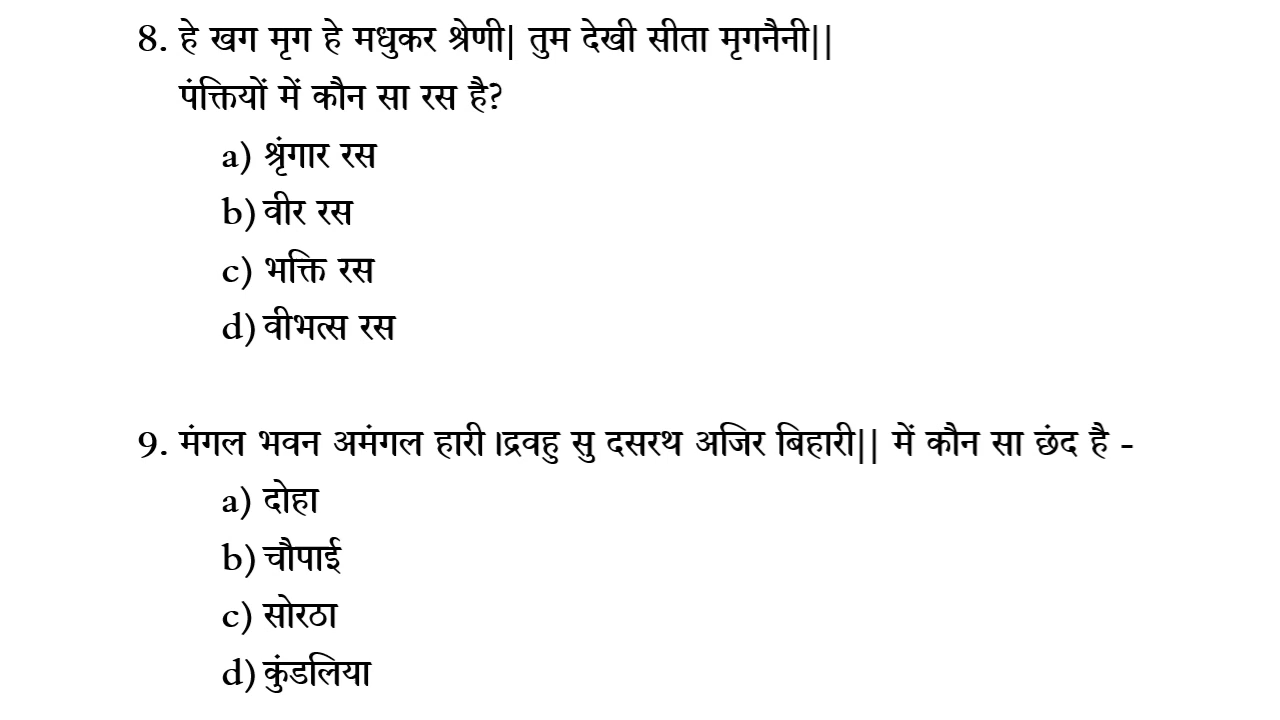 8. हे खग मृग हे मधुकर श्रेणी| तुम देखी सीता मृगनैनी||
पंक्तियों में कौन सा रस है?
a) श्रृंगार रस
b) वीर रस
c) भक्ति रस
d) वीभत्स रस
9. मंगल भवन अमंगल हारी।द्रवहु सु दसरथ अजिर बिहारी|| में कौन सा छंद है -
a) दोहा
b) चौपाई
c) सोरठा
d) कुंडलिया